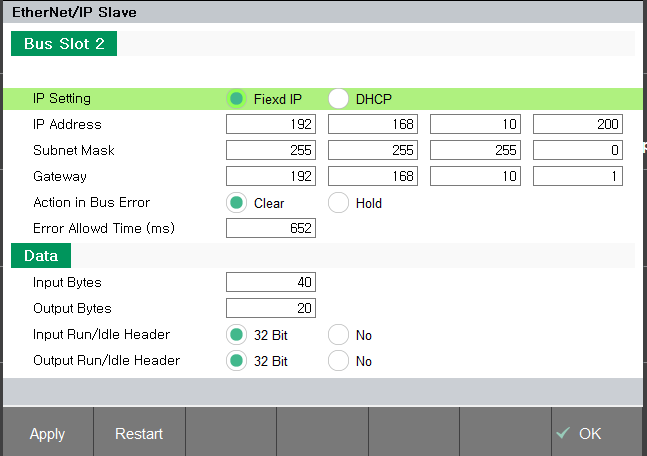 EtherNet/IP Slave
Bus Slot 2
IP Setting Fiexd IP DHCP
IP Address 192 168 10 200
Subnet Mask 255 255 255 0
Gateway 192 168 10 1
Action in Bus Error Clear Hold
Error Allowd Time (ms) 652
Data
Input Bytes 40
Output Bytes 20
Input Run/Idle Header 32 Bit No
Output Run/Idle Header 32 Bit No
Apply Restart OK